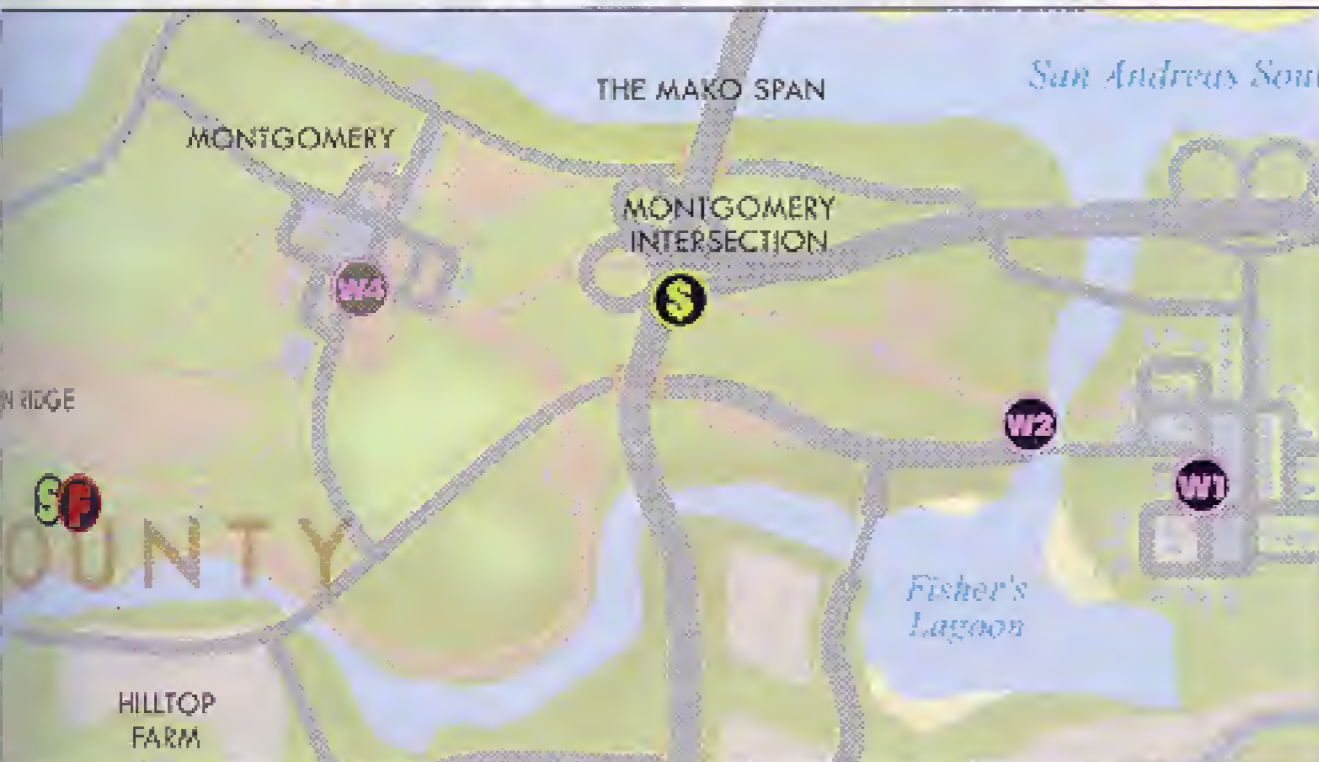 THE MAKO SPAN
San Andreas Sou
MONTGOMERY
MONTGOMERY
INTERSECTION
W4
$
N RIDGE
W2
W1
S F
OUNTY
Fisher's
Lagoon
HILLTOP
FARM